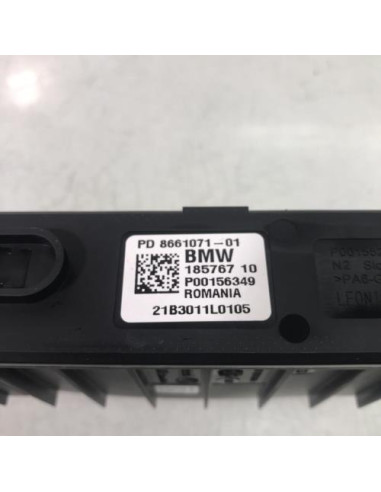 PD 8661071-01
BMW
185767 10
P00156349
ROMANIA
21B3011L0105